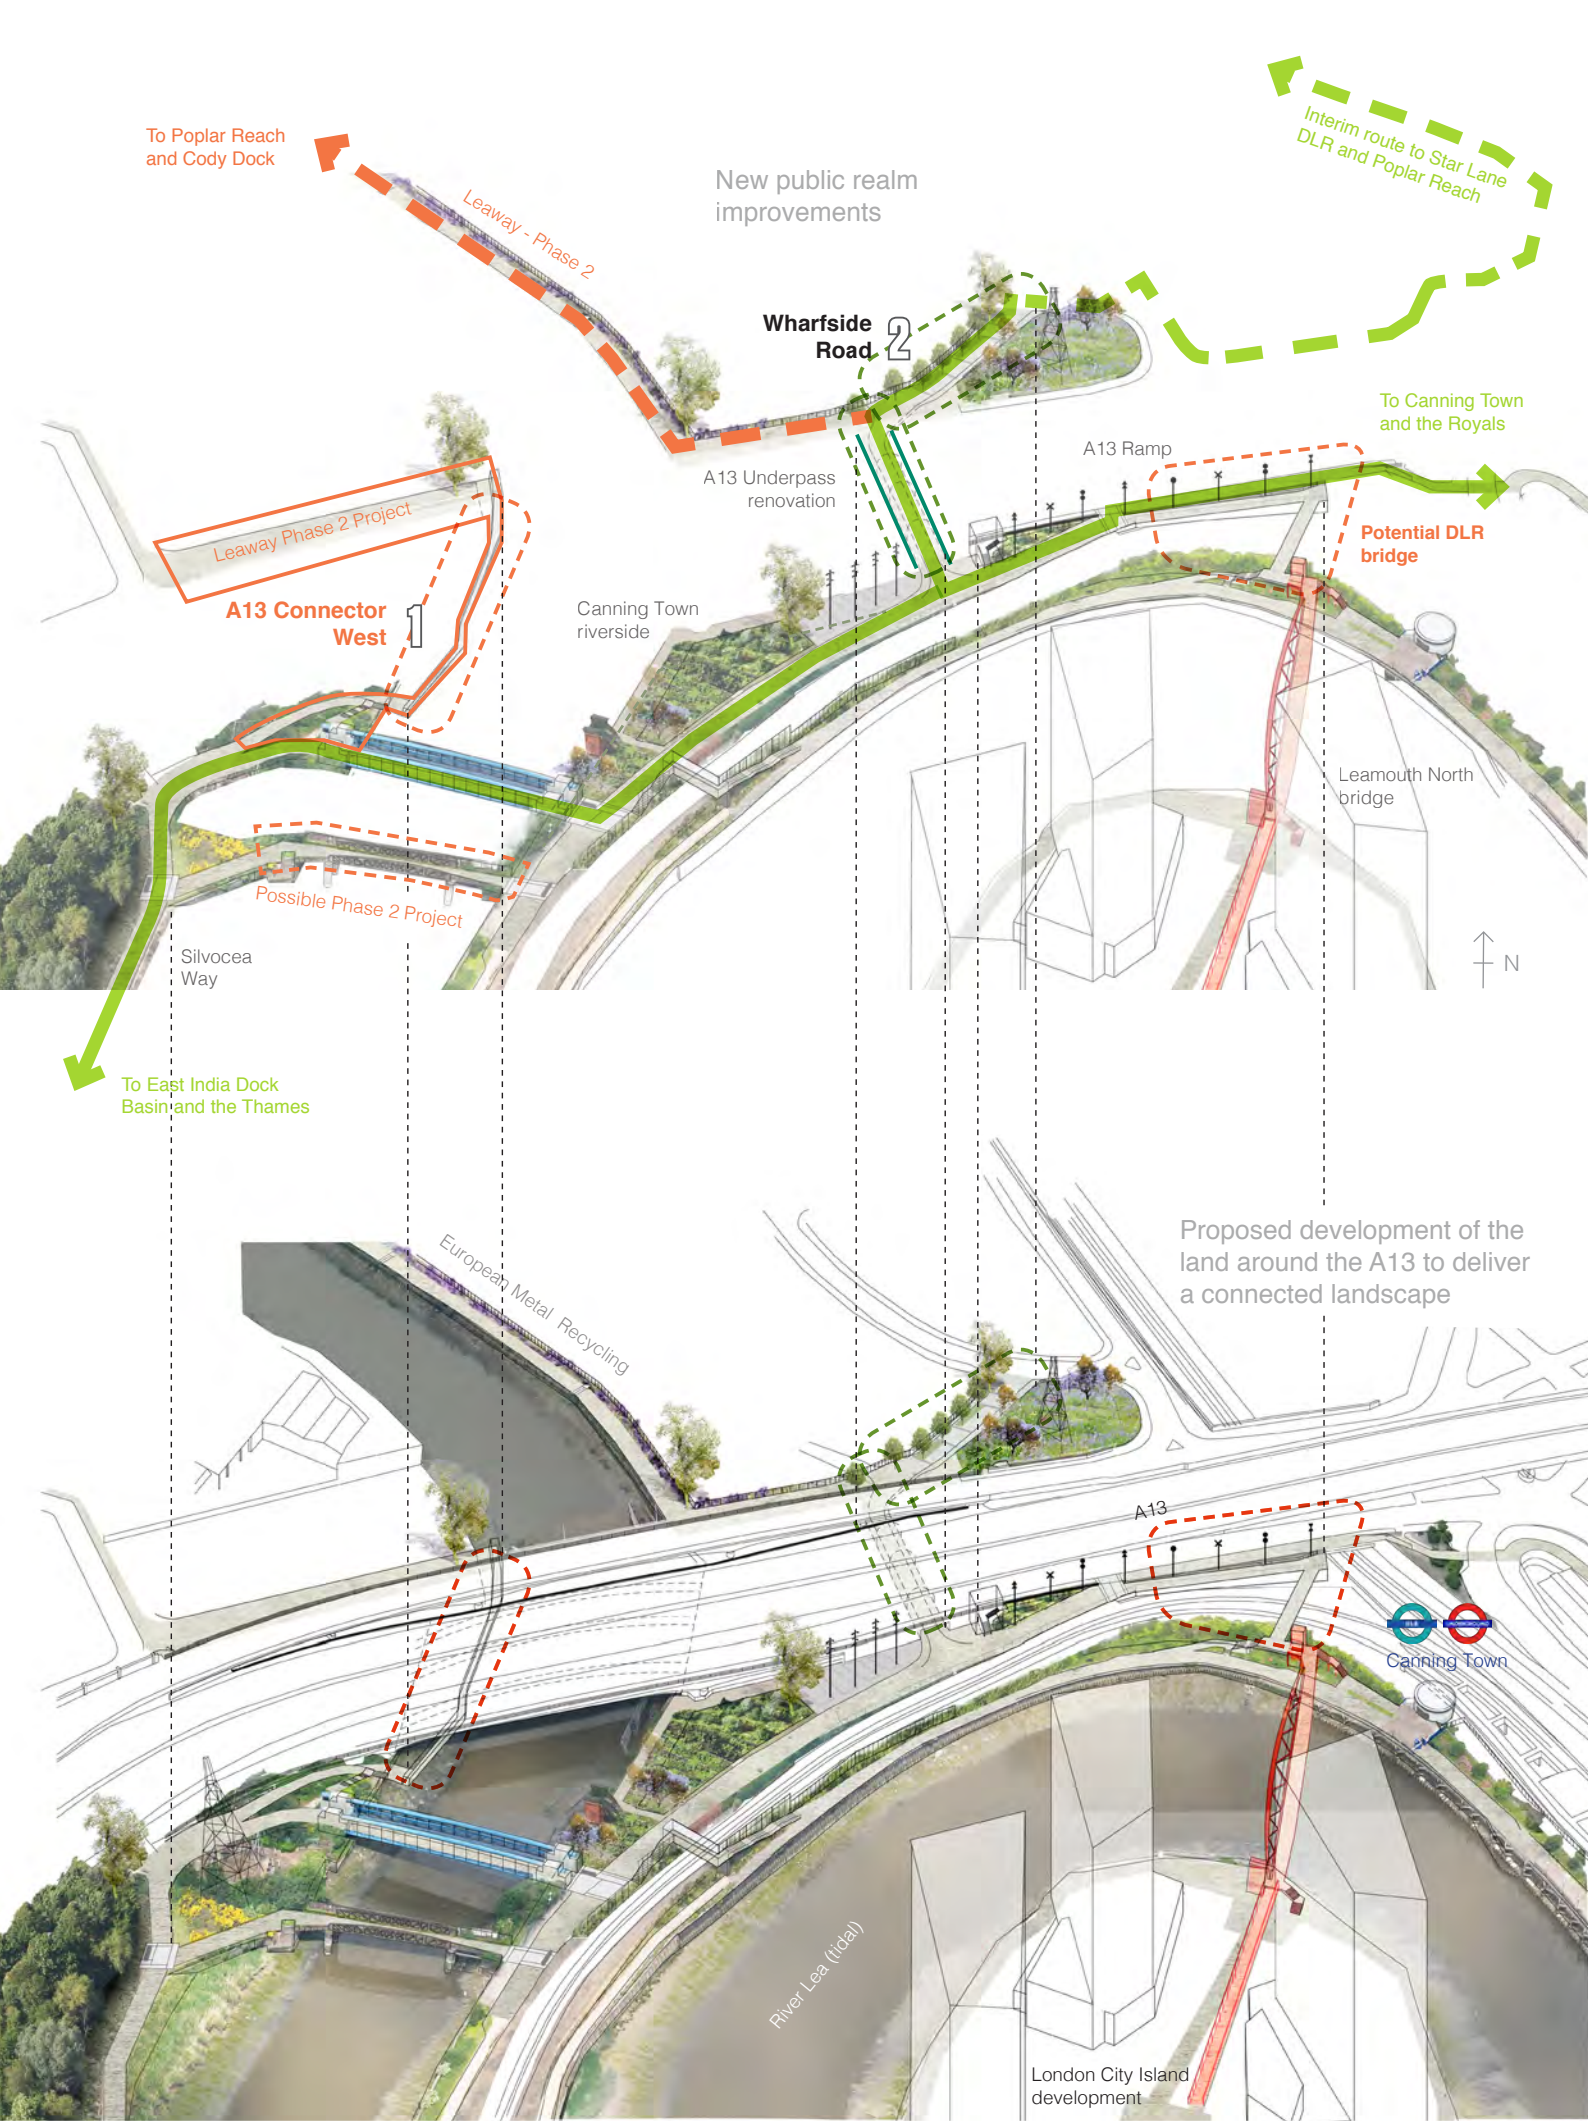 To Poplar Reach
and Cody Dock
Leaway - Phase 2
New public realm
improvements
Interim route to Star Lane
DLR and Poplar Reach
Wharfside
Road
2
To Canning Town
and the Royals
A13 Ramp
A13 Underpass
renovation
Leaway Phase 2 Project
Potential DLR
bridge
A13 Connector
West
1
Canning Town
riverside
Leamouth North
bridge
Possible Phase 2 Project
Silvocea
Way
N
To East India Dock
Basin and the Thames
Proposed development of the
land around the A13 to deliver
a connected landscape
European Metal Recycling
A13
DLR
UNDERGROUND
Canning Town
River Lea (tidal)
London City Island
development